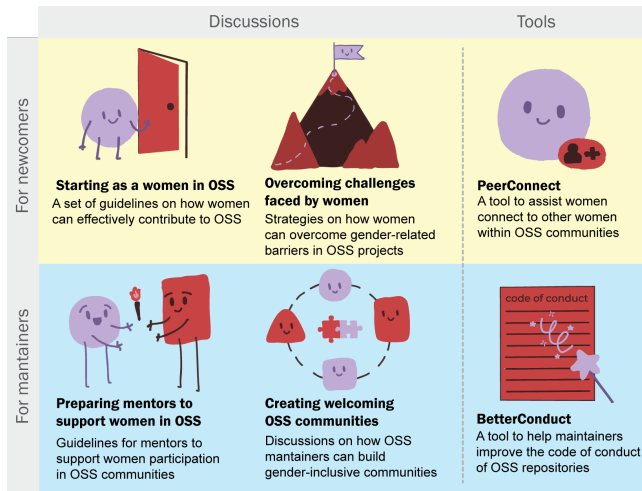 Discussions
Tools
For newcomers
Starting as a women in OSS
A set of guidelines on how women
can effectively contribute to OSS
Overcoming challenges
faced by women
Strategies on how women
can overcome gender-related
barriers in OSS projects
PeerConnect
A tool to assist women
connect to other women
within OSS communities
For mantainers
Preparing mentors to
support women in OSS
Guidelines for mentors to
support women participation
in OSS communities
Creating welcoming
OSS communities
Discussions on how OSS
mantainers can build
gender-inclusive communities
code of conduct
BetterConduct
A tool to help maintainers
improve the code of conduct
of OSS repositories